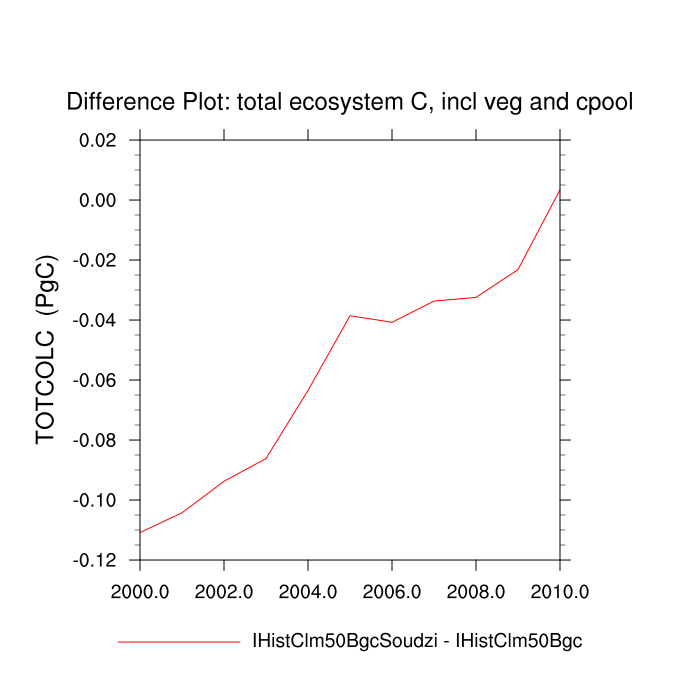 Difference Plot: total ecosystem C, incl veg and cpool
0.02
0.00
-0.02
-0.04
-0.06
-0.08
-0.10
-0.12
TOTCOLC (PgC)
2000.0 2002.0 2004.0 2006.0 2008.0 2010.0
IHistClm50BgcSoudzi - IHistClm50Bgc